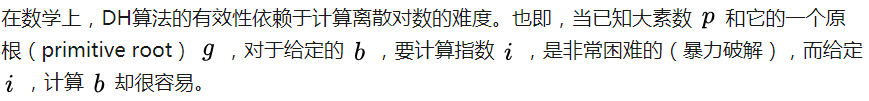 在数学上，DH算法的有效性依赖于计算离散对数的难度。也即，当已知大素数 p 和它的一个原
根（primitive root） g ，对于给定的 b ，要计算指数 i ，是非常困难的（暴力破解），而给定
i ，计算 b 却很容易。